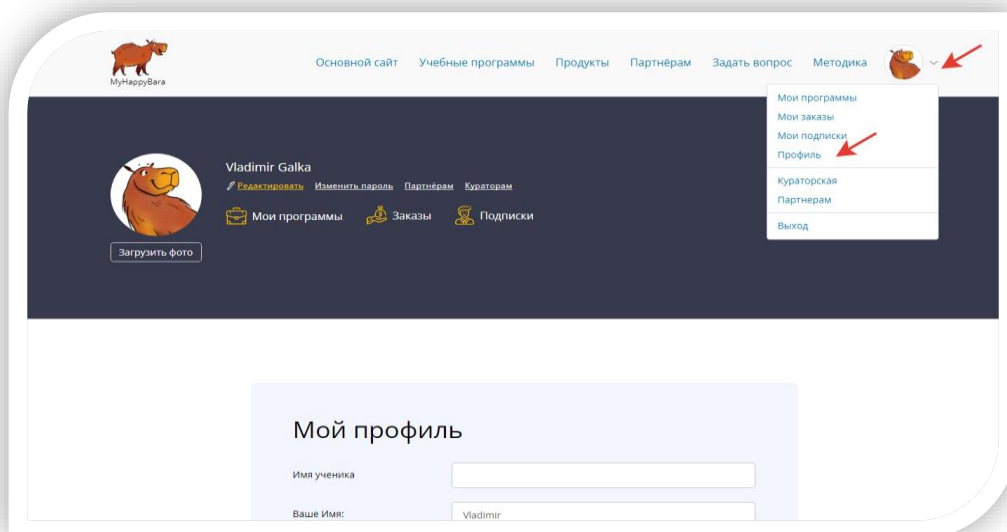 MyHappyBara
Основной сайт Учебные программы Продукты Партнёрам Задать вопрос Методика
Мои программы
Мои заказы
Мои подписки
Профиль
Кураторская
Партнерам
Выход
Vladimir Galka
Редактировать Изменить пароль Партнёрам Кураторам
Мои программы Заказы Подписки
Загрузить фото
Мой профиль
Имя ученика
Ваше Имя: Vladimir